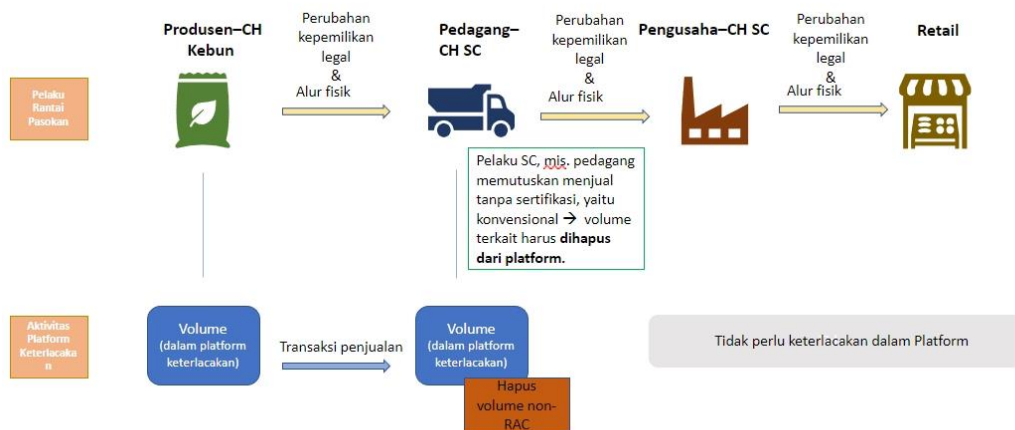 Produsen–CH
Kebun
Perubahan
kepemilikan
legal
&
Alur fisik
Pedagang–
CH SC
Perubahan
kepemilikan
legal
&
Alur fisik
Pengusaha–CH SC
Perubahan
kepemilikan
legal
&
Alur fisik
Retail
Pelaku
Rantai
Pasokan
Pelaku SC, mis. pedagang
memutuskan menjual
tanpa sertifikasi, yaitu
konvensional → volume
terkait harus dihapus
dari platform.
Aktivitas
Platform
Keterlacaka
n
Volume
(dalam platform
keterlacakan)
Transaksi penjualan
Volume
(dalam platform
keterlacakan)
Hapus
volume non-
RAC
Tidak perlu keterlacakan dalam Platform